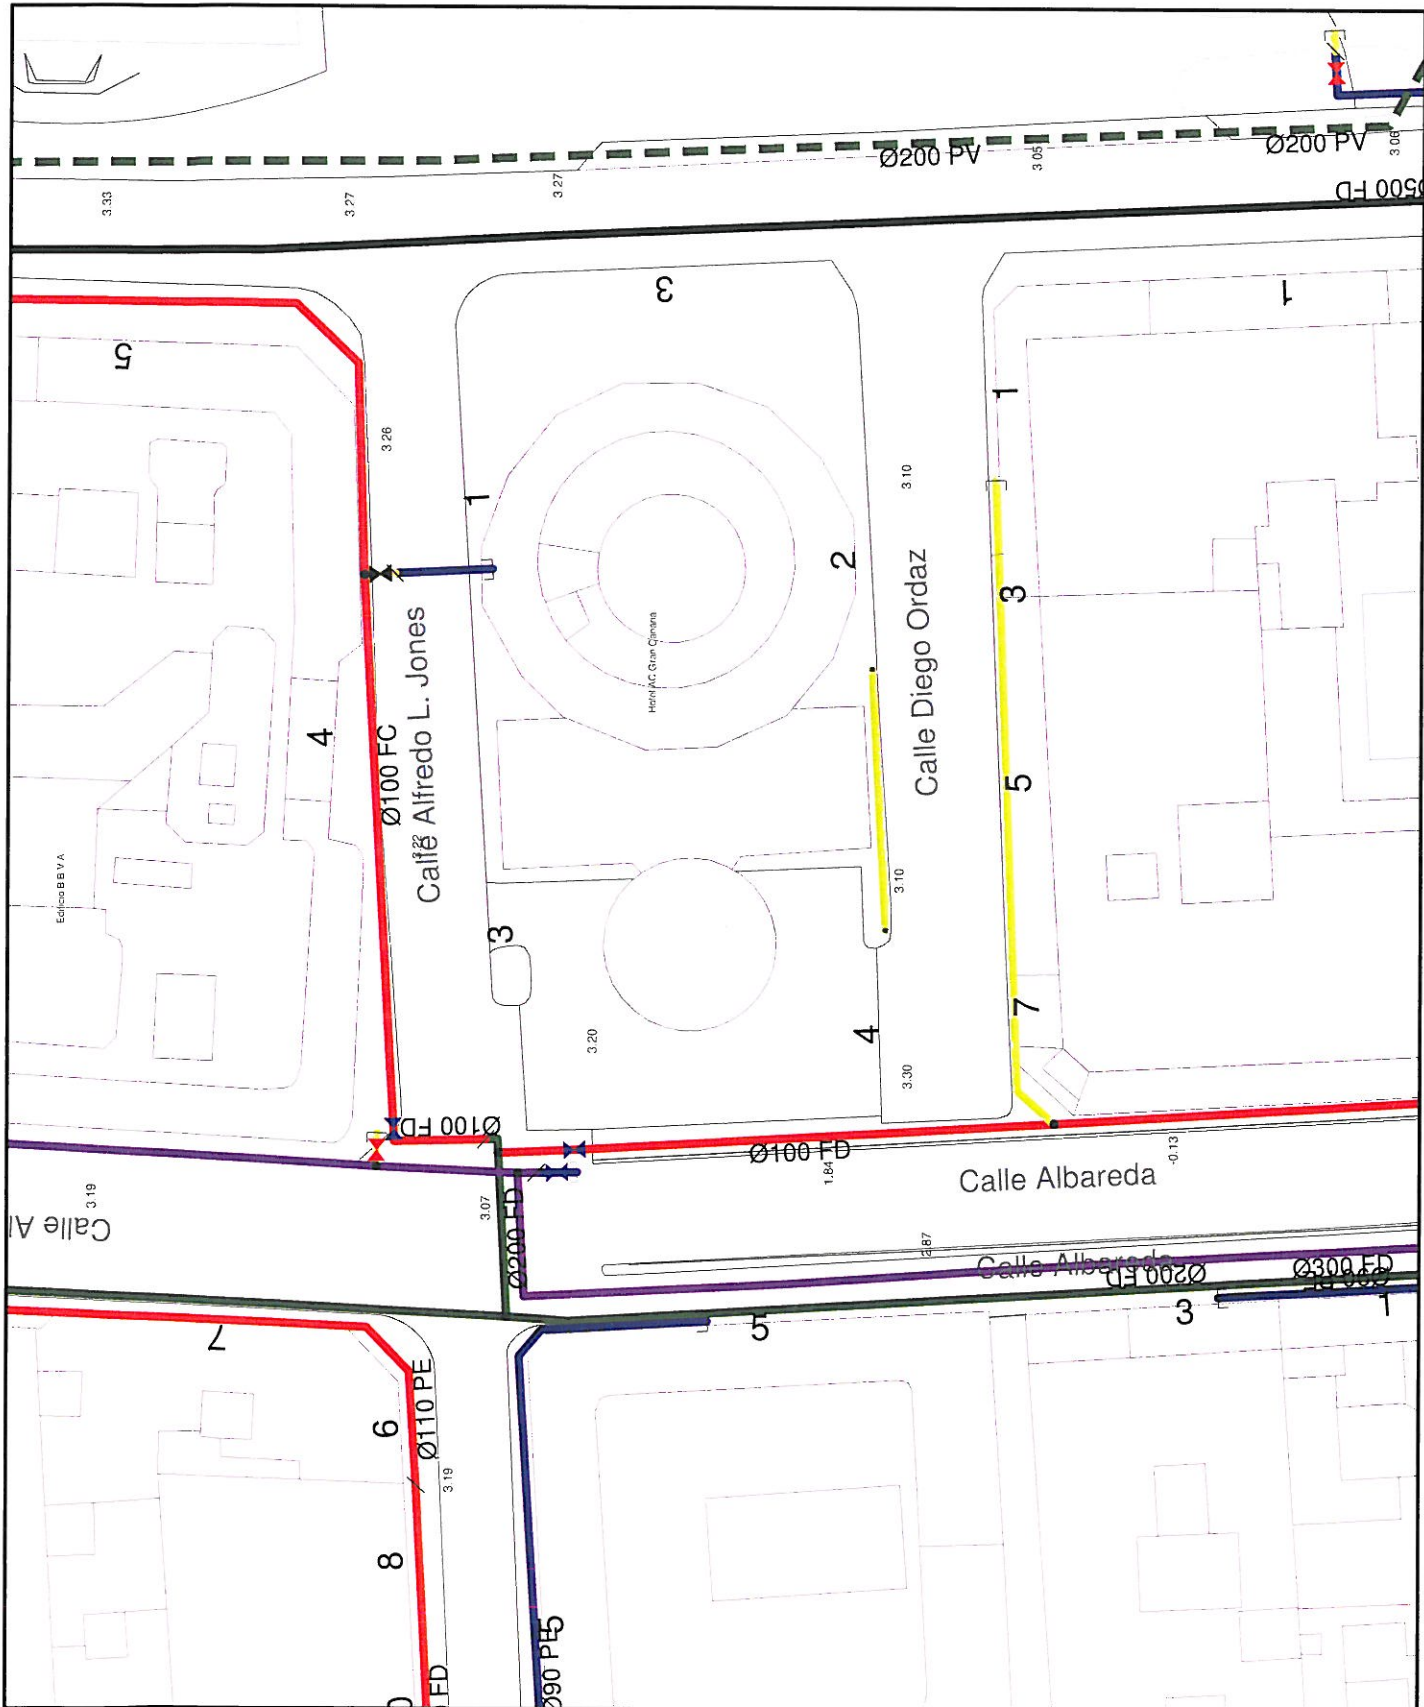 Ø200 PV
Ø200 PV
3.05
3.06
3.33
3.27
3.27
Ø500 FD
3
1
5
1
3.26
3.10
1
2
3
Calle Diego Ordaz
Hotel AC Gran Canaria
Calle Alfredo L. Jones
Ø100 FC
4
5
3.22
Edificio B B V A
3.10
3
7
4
3.20
3.30
Ø100 FD
Ø100 FD
1.84
-0.13
Calle Albareda
3.19
3.07
Calle Al
Ø200 FD
2.87
Calle Albareda
Ø200 FD
Ø300 FD
7
5
3
1
6
Ø110 PE
3.19
8
5
Ø90 PE
FD